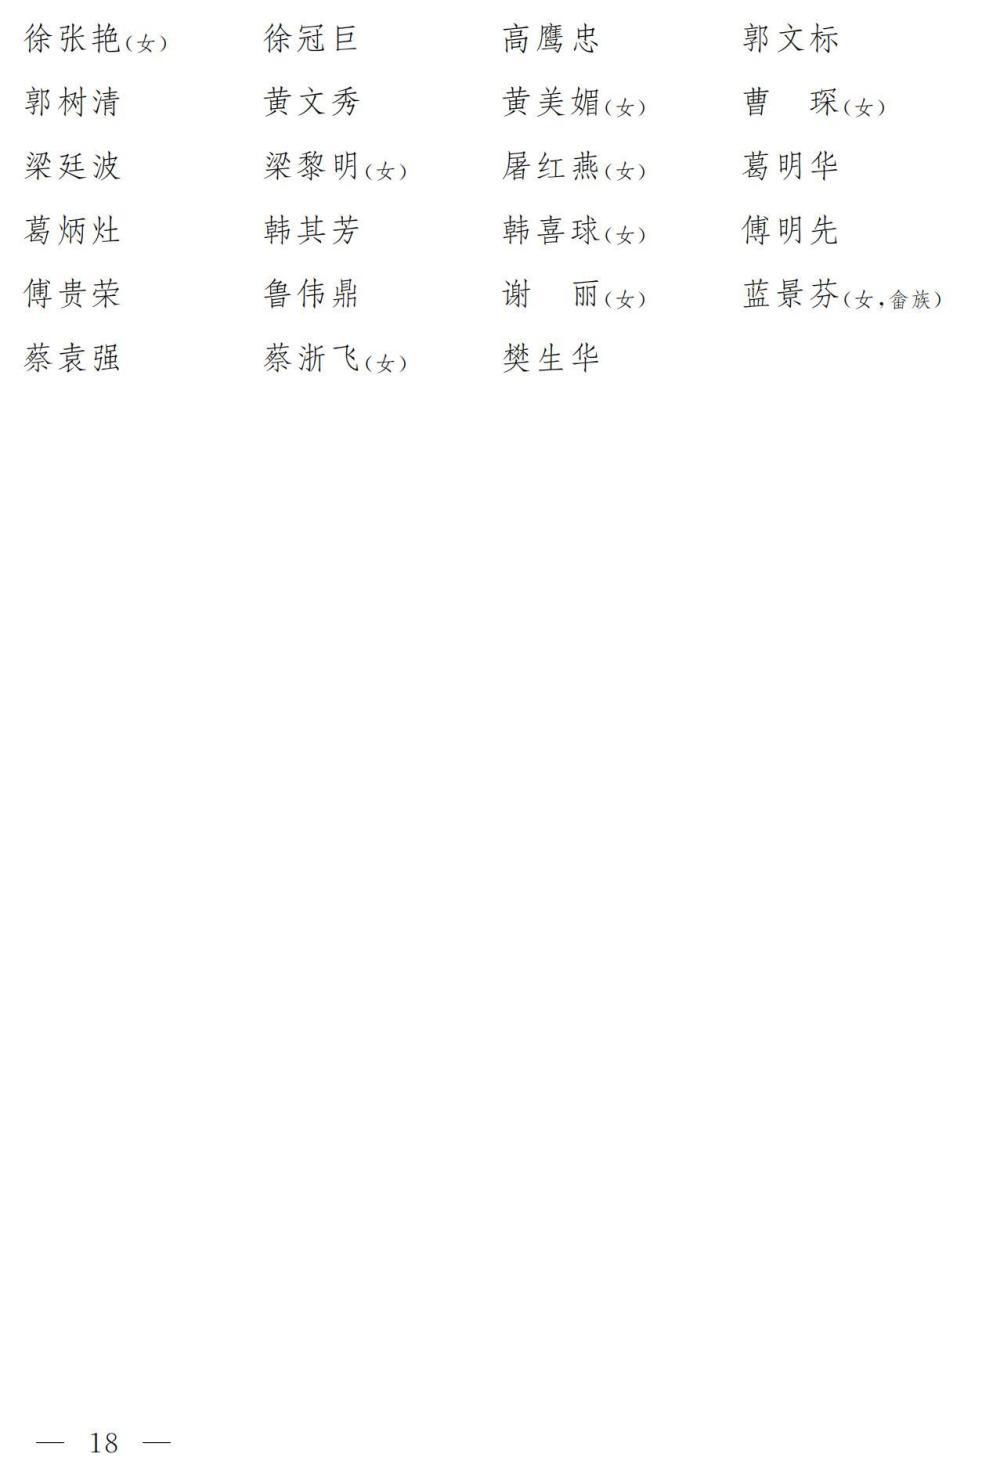 徐张艳(女) 徐冠巨 高鹰忠 郭文标
郭树清 黄文秀 黄美媚(女) 曹　琛(女)
梁廷波 梁黎明(女) 屠红燕(女) 葛明华
葛炳灶 韩其芳 韩喜球(女) 傅明先
傅贵荣 鲁伟鼎 谢　丽(女) 蓝景芬(女,畲族)
蔡袁强 蔡浙飞(女) 樊生华
— 18 —